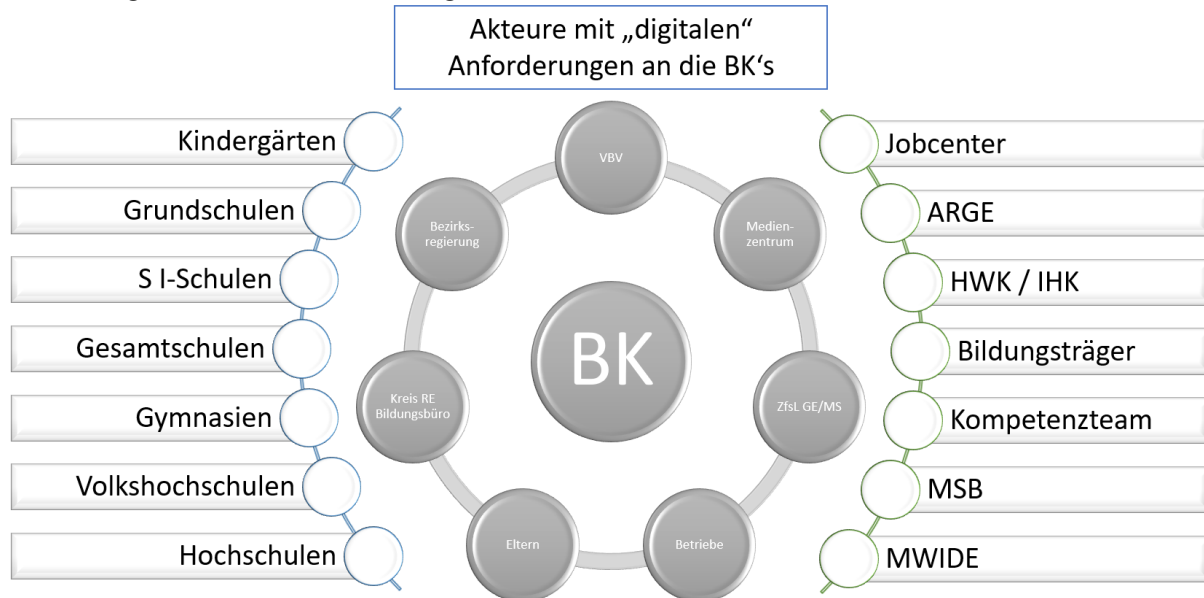 Akteure mit „digitalen“
Anforderungen an die BK‘s
Kindergärten
Grundschulen
S I-Schulen
Gesamtschulen
Gymnasien
Volkshochschulen
Hochschulen
VBV
Bezirks-
regierung
Medien-
zentrum
BK
Kreis RE
Bildungsbüro
ZfsL GE/MS
Eltern
Betriebe
Jobcenter
ARGE
HWK / IHK
Bildungsträger
Kompetenzteam
MSB
MWIDE